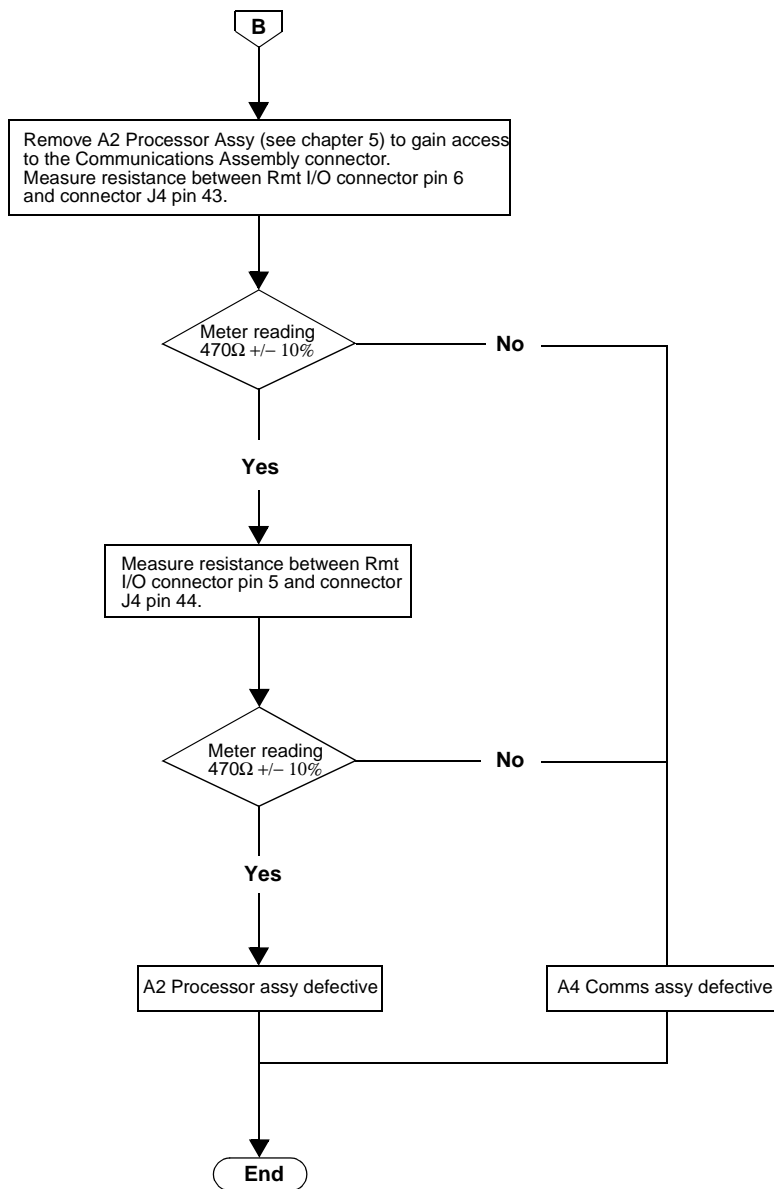 B
Remove A2 Processor Assy (see chapter 5) to gain access
to the Communications Assembly connector.
Measure resistance between Rmt I/O connector pin 6
and connector J4 pin 43.
Meter reading
470Ω +/− 10%
No
Yes
Measure resistance between Rmt
I/O connector pin 5 and connector
J4 pin 44.
Meter reading
470Ω +/− 10%
No
Yes
A2 Processor assy defective
A4 Comms assy defective
End